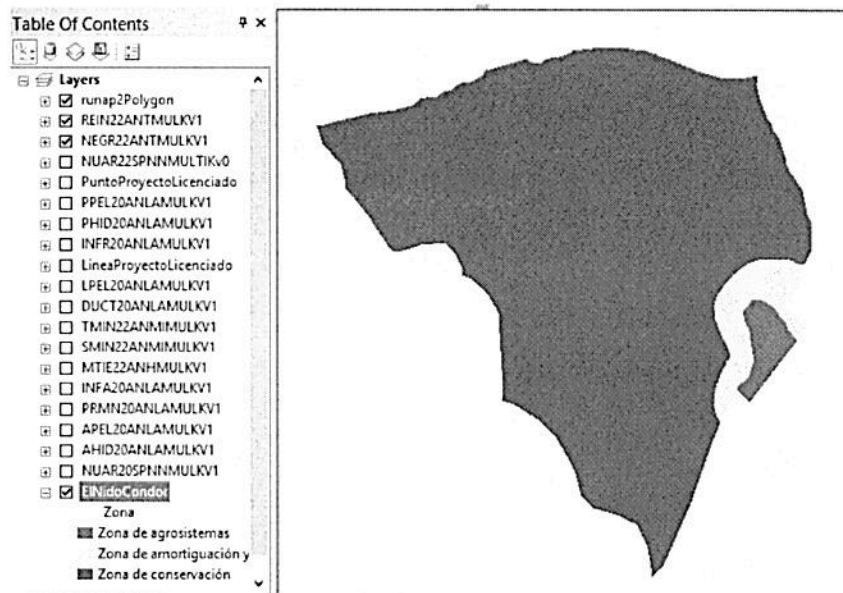 Table Of Contents
Layers
runap2Polygon
REIN22ANTMULKV1
NEGR22ANTMULKV1
NUAR22SPNNMULTIKv0
PuntoProyectoLicenciado
PPEL20ANLAMULKV1
PHID20ANLAMULKV1
INFR20ANLAMULKV1
LineaProyectoLicenciado
LPEL20ANLAMULKV1
DUCT20ANLAMULKV1
TMIN22ANMIMULKV1
SMIN22ANMIMULKV1
MTIE22ANHMULKV1
INFA20ANLAMULKV1
PRMN20ANLAMULKV1
APEL20ANLAMULKV1
AHID20ANLAMULKV1
NUAR20SPNNMULKV1
ElNidoCondor
Zona
Zona de agrosistemas
Zona de amortiguación y
Zona de conservación